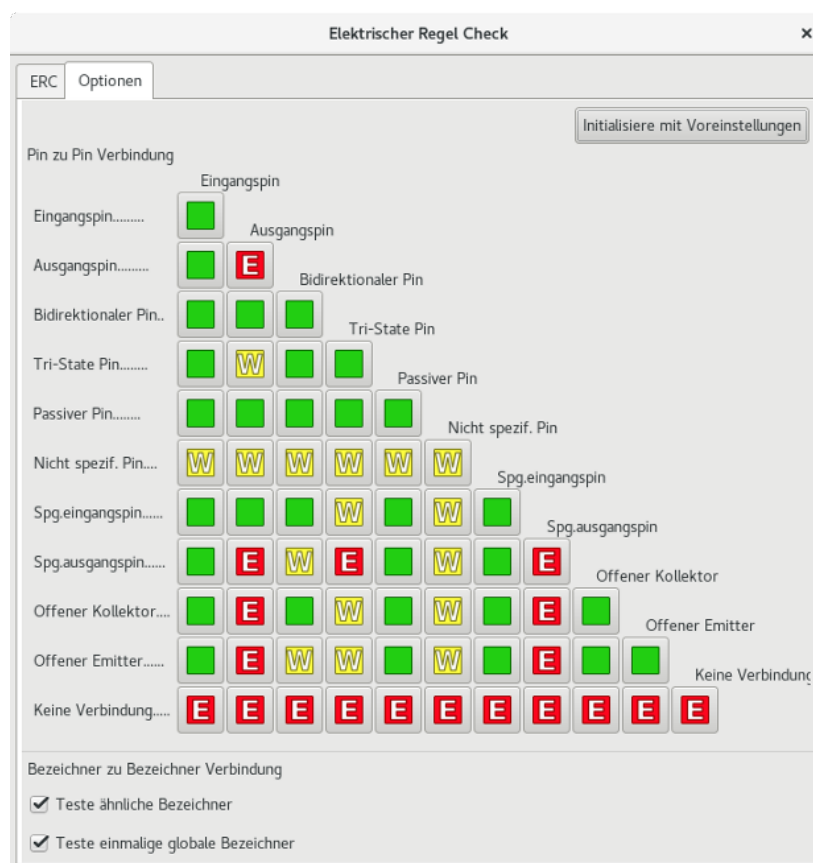 Elektrischer Regel Check ×
ERC Optionen
Initialisiere mit Voreinstellungen
Pin zu Pin Verbindung
Eingangspin
Eingangspin.........
Ausgangspin
Ausgangspin.........
E
Bidirektionaler Pin
Bidirektionaler Pin..
Tri-State Pin
Tri-State Pin........
W
Passiver Pin
Passiver Pin........
Nicht spezif. Pin
Nicht spezif. Pin....
W W W W W W
Spg.eingangspin
Spg.eingangspin......
W W
Spg.ausgangspin
Spg.ausgangspin......
E W E W E
Offener Kollektor
Offener Kollektor....
E W W E
Offener Emitter
Offener Emitter......
E W W W E
Keine Verbindung
Keine Verbindung.....
E E E E E E E E E E E
Bezeichner zu Bezeichner Verbindung
Teste ähnliche Bezeichner
Teste einmalige globale Bezeichner